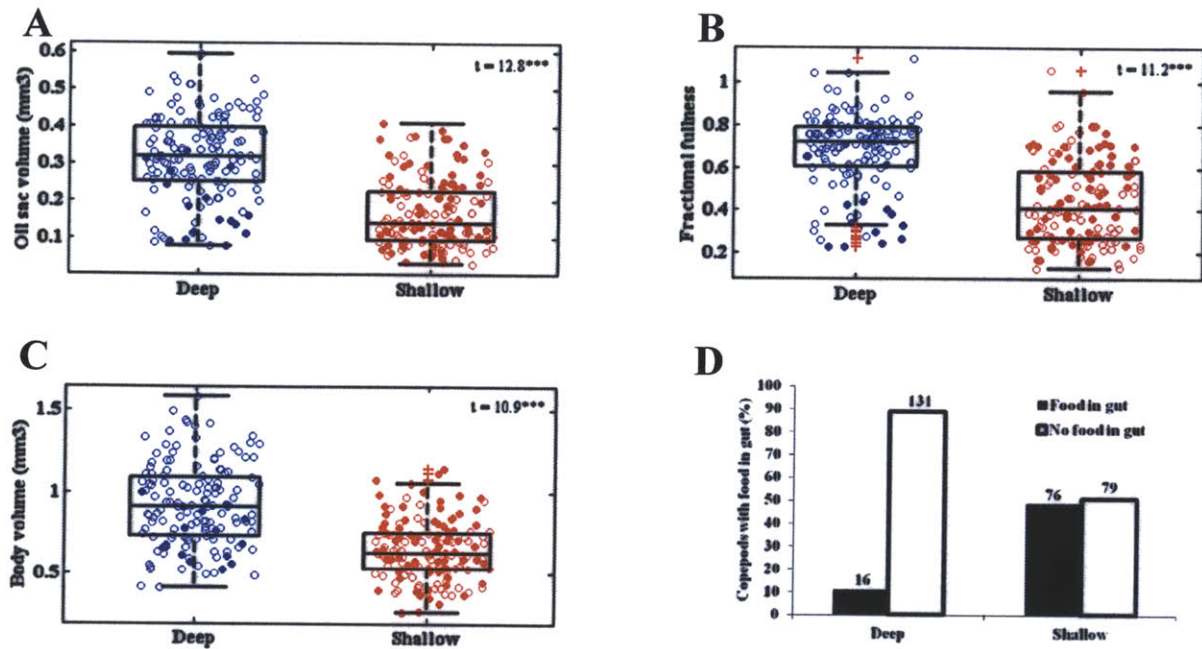 A
Oil sac volume (mm3)
0.6
0.5
0.4
0.3
0.2
0.1
t = 12.8***
Deep
Shallow
B
Fractional fullness
1
0.8
0.6
0.4
0.2
t = 11.2***
Deep
Shallow
C
Body volume (mm3)
1.5
1
0.5
t = 10.9***
Deep
Shallow
D
Copepods with food in gut (%)
100
90
80
70
60
50
40
30
20
10
0
Food in gut
No food in gut
16
131
76
79
Deep
Shallow